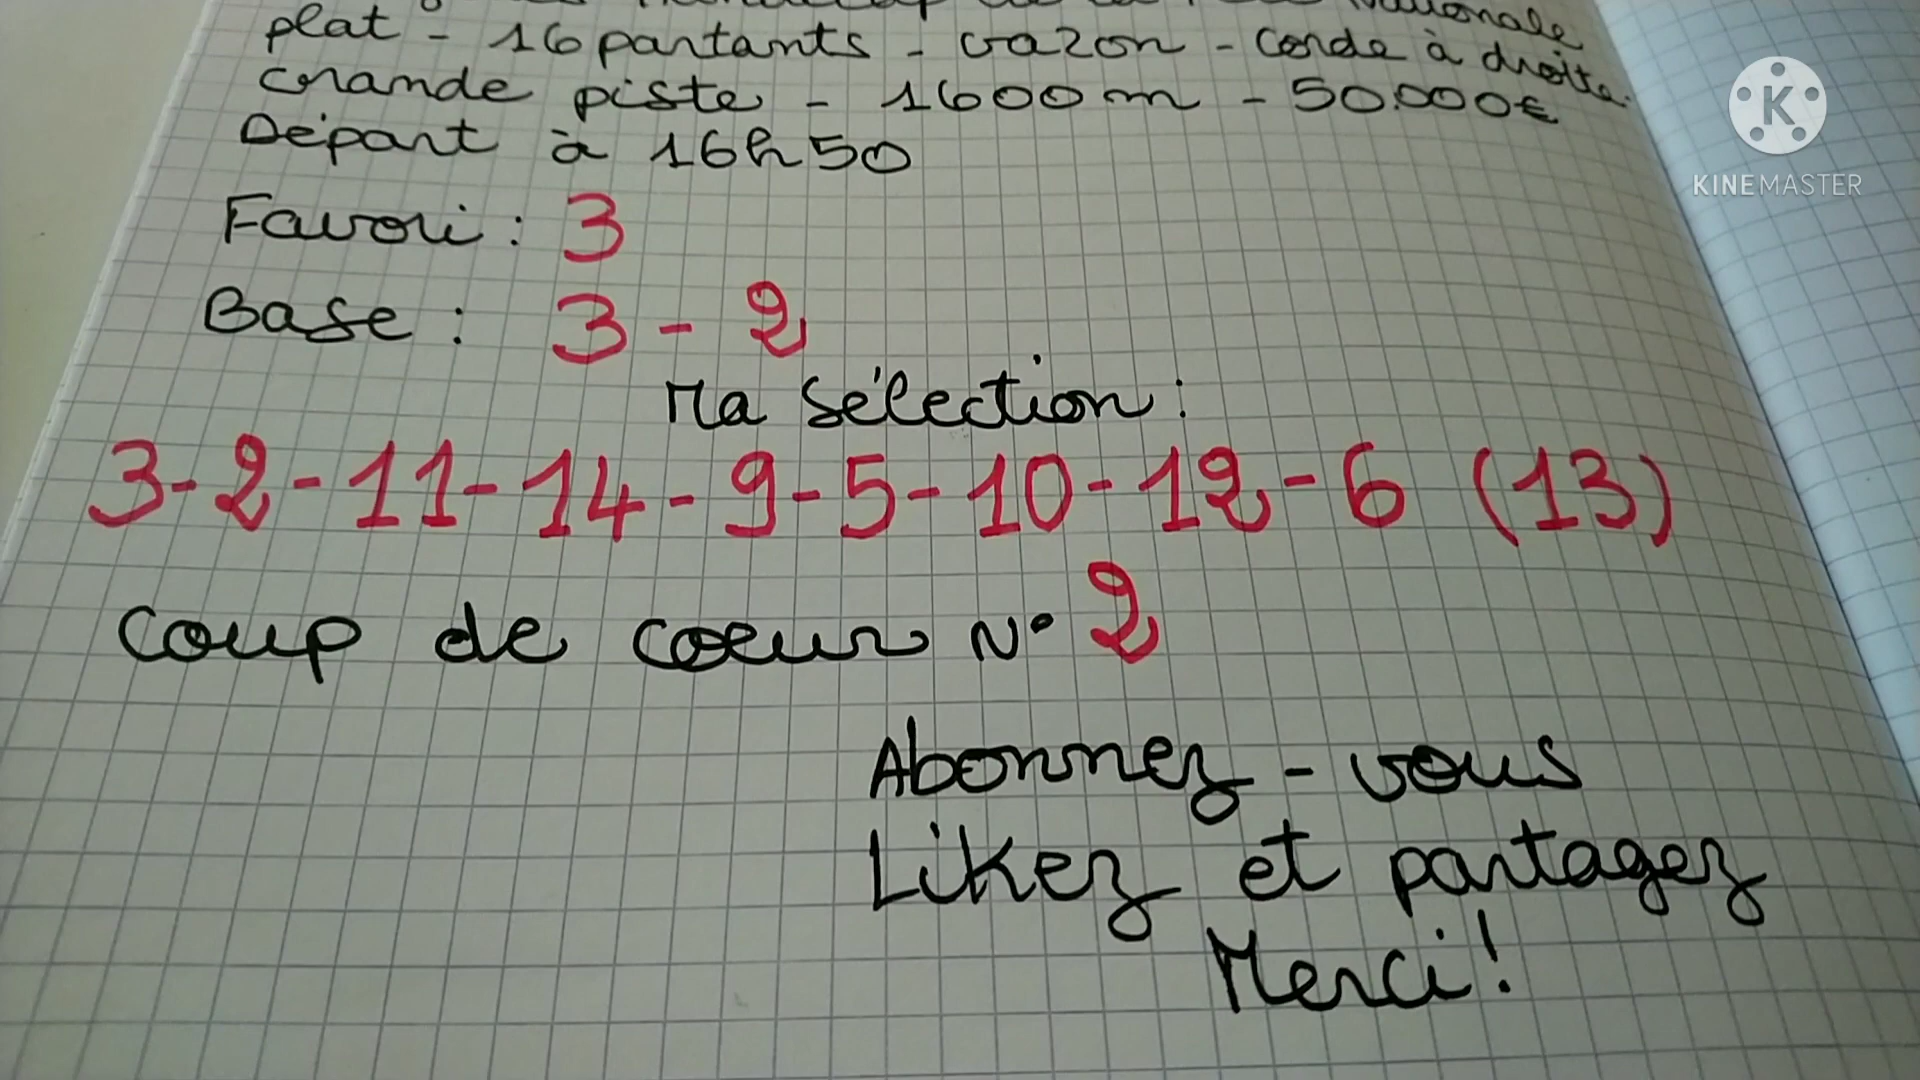 Nationale
plat - 16 partants - Gazon - Corde à droite.
Grande piste - 1600m - 50.000€
Départ à 16h50
Favori : 3
Base : 3 - 2
Ma sélection :
3-2-11-14-9-5-10-12-6 (13)
Coup de coeur N° 2
Abonnez-vous
Likez et partagez
Merci!
K
KINEMASTER